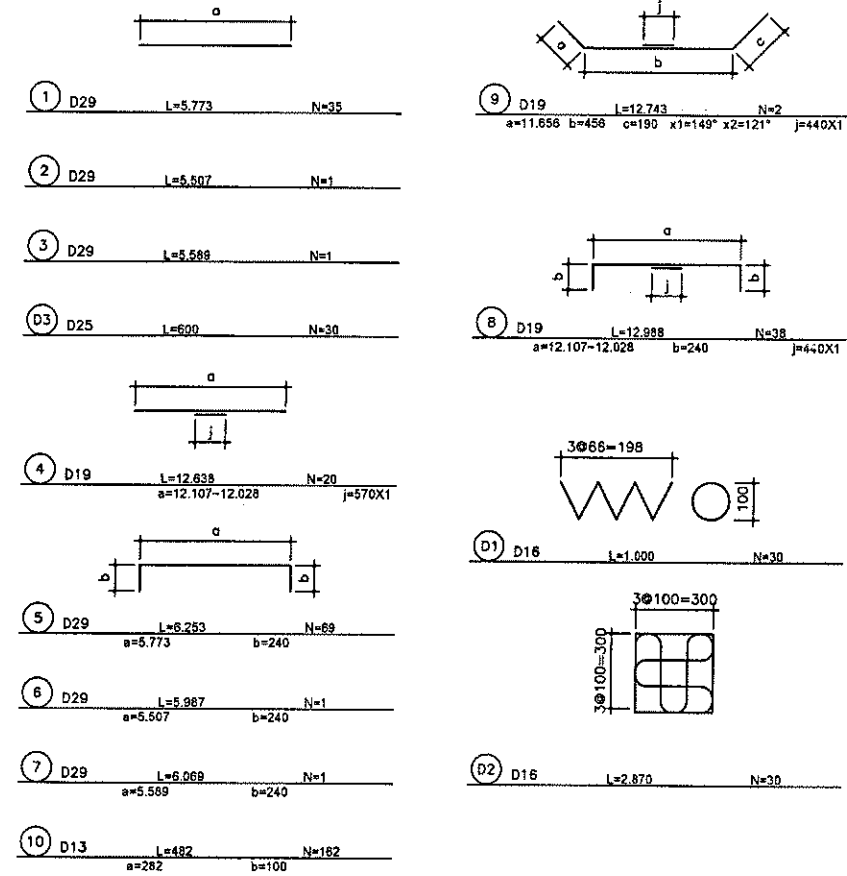 a
1 D29 L=5.773 N=35
2 D29 L=5.507 N=1
3 D29 L=5.589 N=1
D3 D25 L=600 N=30
a
j
4 D19 L=12.638 N=20
a=12.107~12.028 j=570X1
a
b b
5 D29 L=6.253 N=69
a=5.773 b=240
6 D29 L=5.987 N=1
a=5.507 b=240
7 D29 L=6.069 N=1
a=5.589 b=240
10 D13 L=482 N=162
a=282 b=100
j
a b c
9 D19 L=12.743 N=2
a=11.656 b=456 c=190 x1=149° x2=121° j=440X1
a
b j b
8 D19 L=12.988 N=38
a=12.107~12.028 b=240 j=440X1
3@66=198
100
D1 D16 L=1.000 N=30
3@100=300
3@100=300
D2 D16 L=2.870 N=30